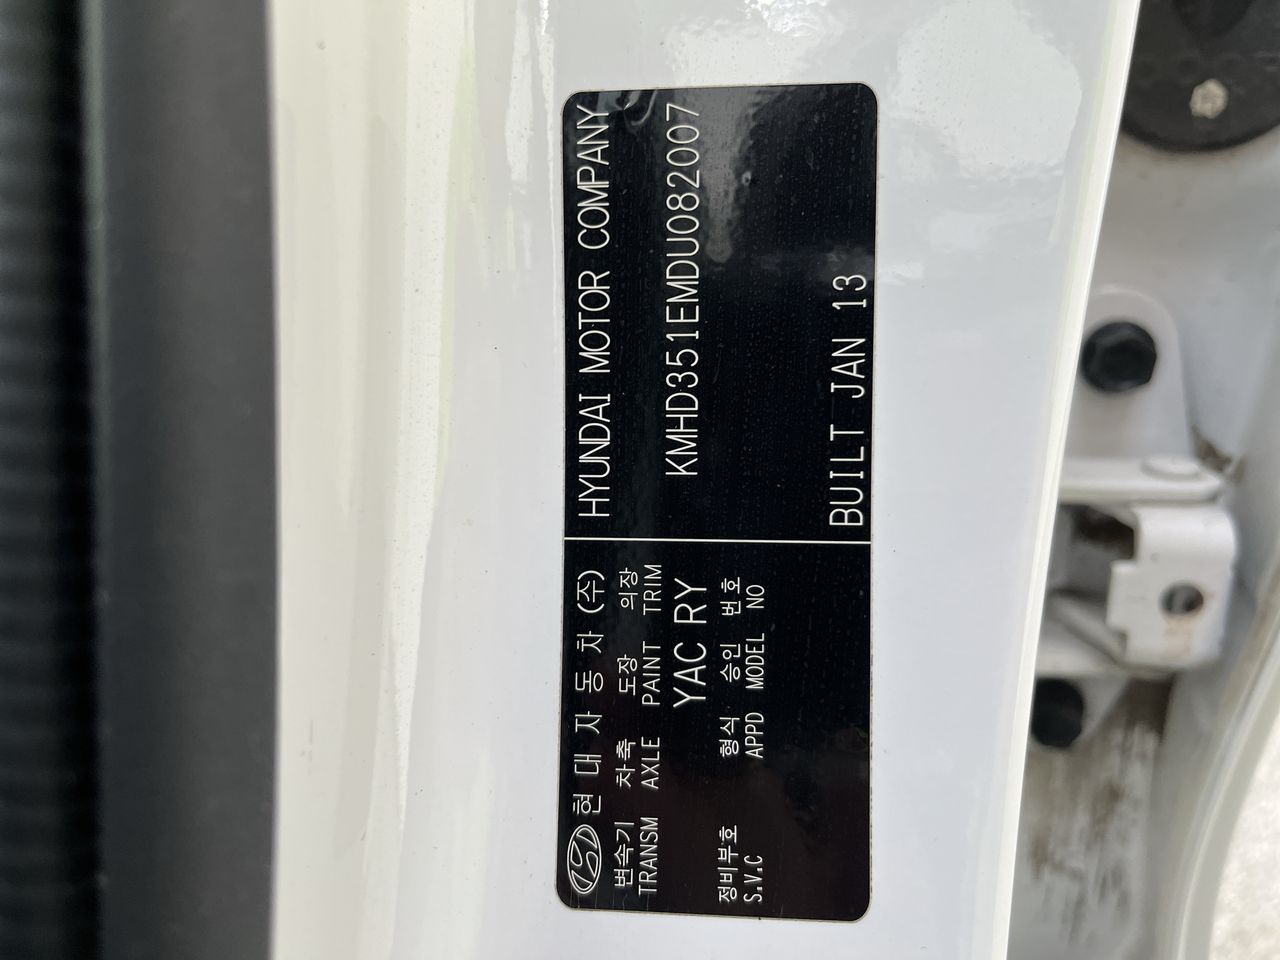 현 대 자 동 차 (주)
변속기 차축 도장 의장
TRANSM AXLE PAINT TRIM
YAC RY
정비부호 형식 승인 번호
S.V.C APPD MODEL NO
HYUNDAI MOTOR COMPANY
KMHD351EMDU082007
BUILT JAN 13